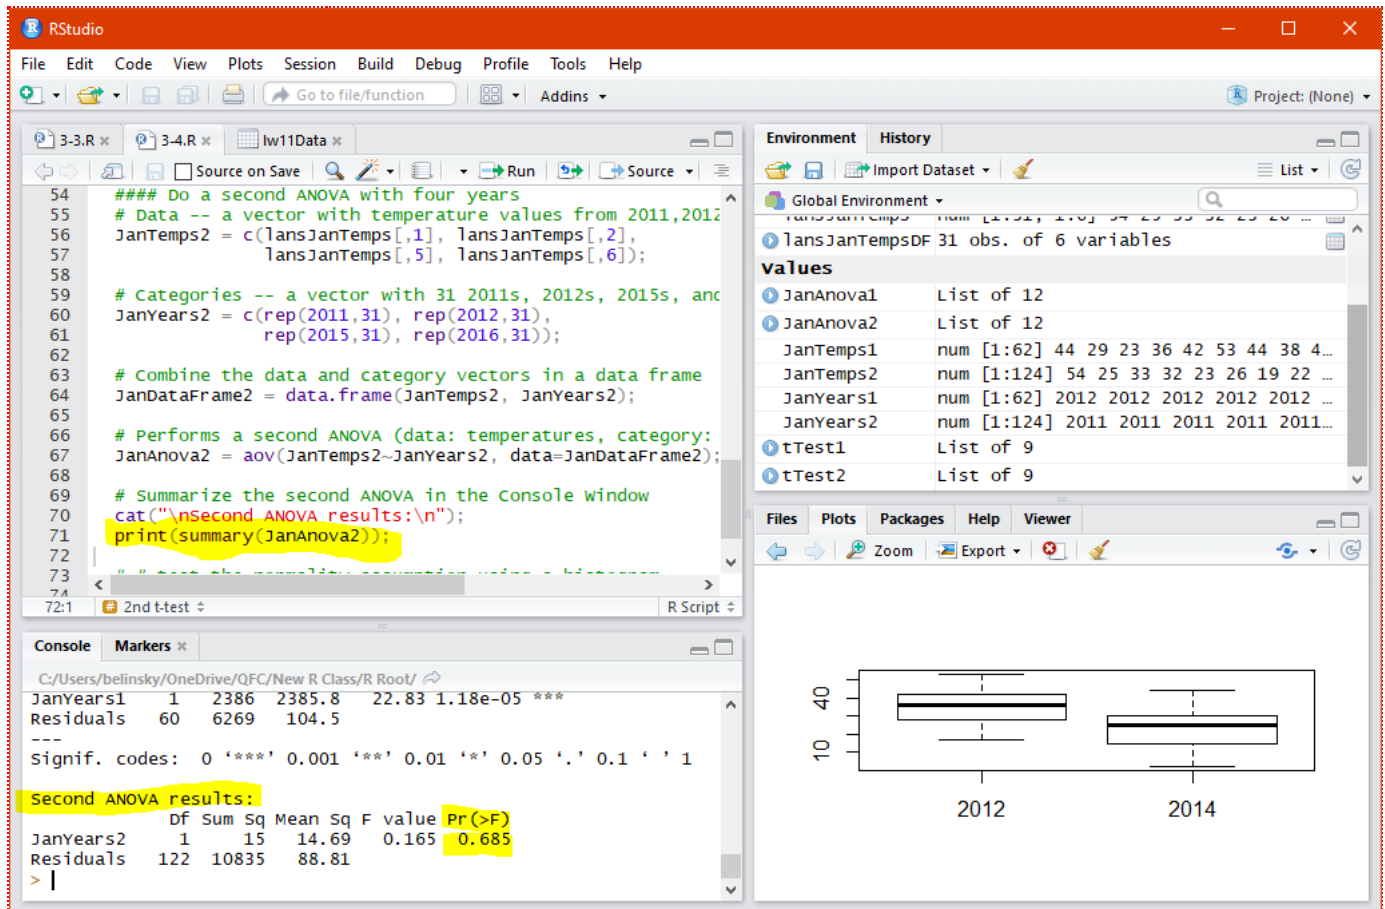 RStudio
File Edit Code View Plots Session Build Debug Profile Tools Help
Go to file/function Addins Project: (None)
3-3.R 3-4.R lw11Data
Source on Save Run Source
54 #### Do a second ANOVA with four years
55 # Data -- a vector with temperature values from 2011,2012
56 JanTemps2 = c(lansJanTemps[,1], lansJanTemps[,2],
57 lansJanTemps[,5], lansJanTemps[,6]);
58
59 # Categories -- a vector with 31 2011s, 2012s, 2015s, and
60 JanYears2 = c(rep(2011,31), rep(2012,31),
61 rep(2015,31), rep(2016,31));
62
63 # Combine the data and category vectors in a data frame
64 JanDataFrame2 = data.frame(JanTemps2, JanYears2);
65
66 # Performs a second ANOVA (data: temperatures, category:
67 JanAnova2 = aov(JanTemps2~JanYears2, data=JanDataFrame2);
68
69 # Summarize the second ANOVA in the Console Window
70 cat("\nSecond ANOVA results:\n");
71 print(summary(JanAnova2));
72
73
74
72:1 # 2nd t-test R Script
Console Markers
C:/Users/belinsky/OneDrive/QFC/New R Class/R Root/
JanYears1 1 2386 2385.8 22.83 1.18e-05 ***
Residuals 60 6269 104.5
---
Signif. codes: 0 ‘***’ 0.001 ‘**’ 0.01 ‘*’ 0.05 ‘.’ 0.1 ‘ ’ 1
Second ANOVA results:
Df Sum Sq Mean Sq F value Pr(>F)
JanYears2 1 15 14.69 0.165 0.685
Residuals 122 10835 88.81
>
Environment History
Import Dataset List
Global Environment
lansJanTempsDF 31 obs. of 6 variables
Values
JanAnova1 List of 12
JanAnova2 List of 12
JanTemps1 num [1:62] 44 29 23 36 42 53 44 38 4…
JanTemps2 num [1:124] 54 25 33 32 23 26 19 22 …
JanYears1 num [1:62] 2012 2012 2012 2012 2012 …
JanYears2 num [1:124] 2011 2011 2011 2011 2011…
tTest1 List of 9
tTest2 List of 9
Files Plots Packages Help Viewer
Zoom Export
40
10
2012 2014